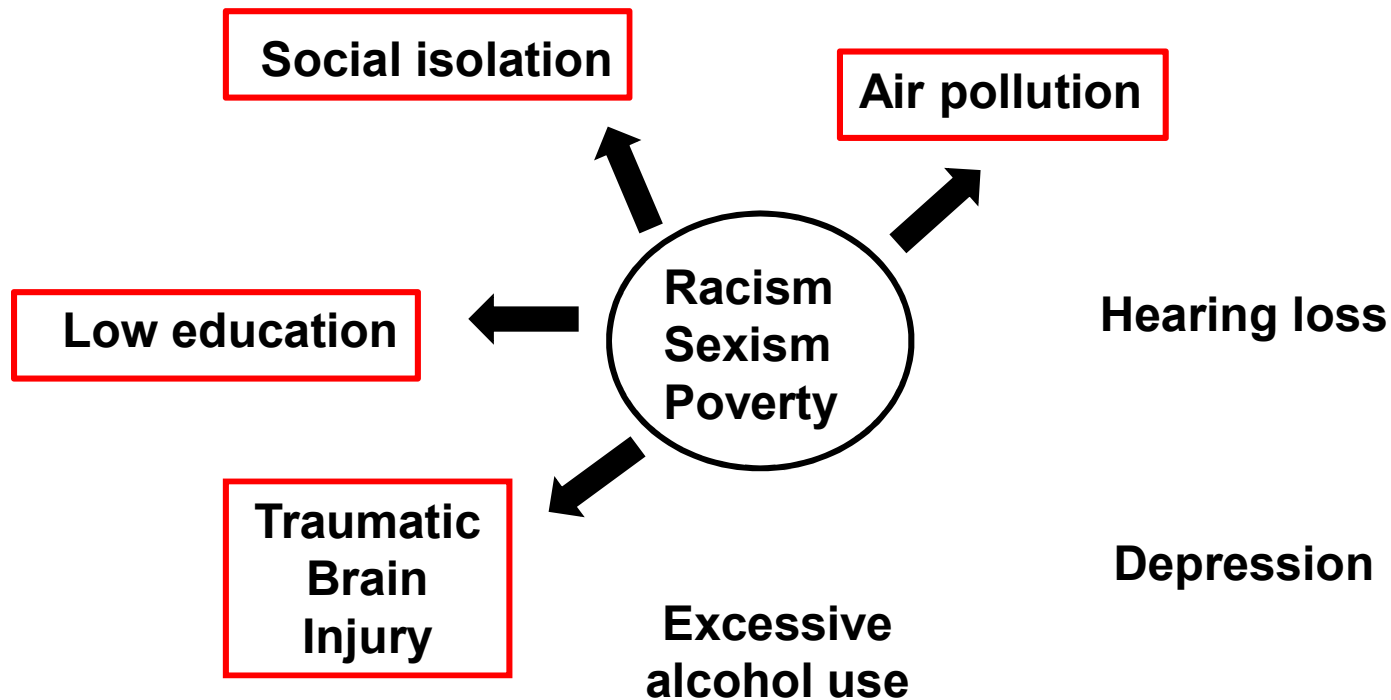 Social isolation
Air pollution
Racism
Sexism
Poverty
Hearing loss
Low education
Traumatic
Brain
Injury
Depression
Excessive
alcohol use